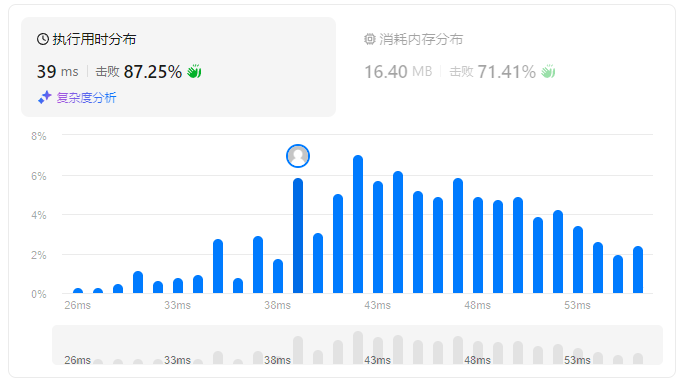 执行用时分布
39 ms 击败 87.25%
复杂度分析
消耗内存分布
16.40 MB 击败 71.41%
8%
6%
4%
2%
0%
26ms 33ms 38ms 43ms 48ms 53ms
26ms 33ms 38ms 43ms 48ms 53ms